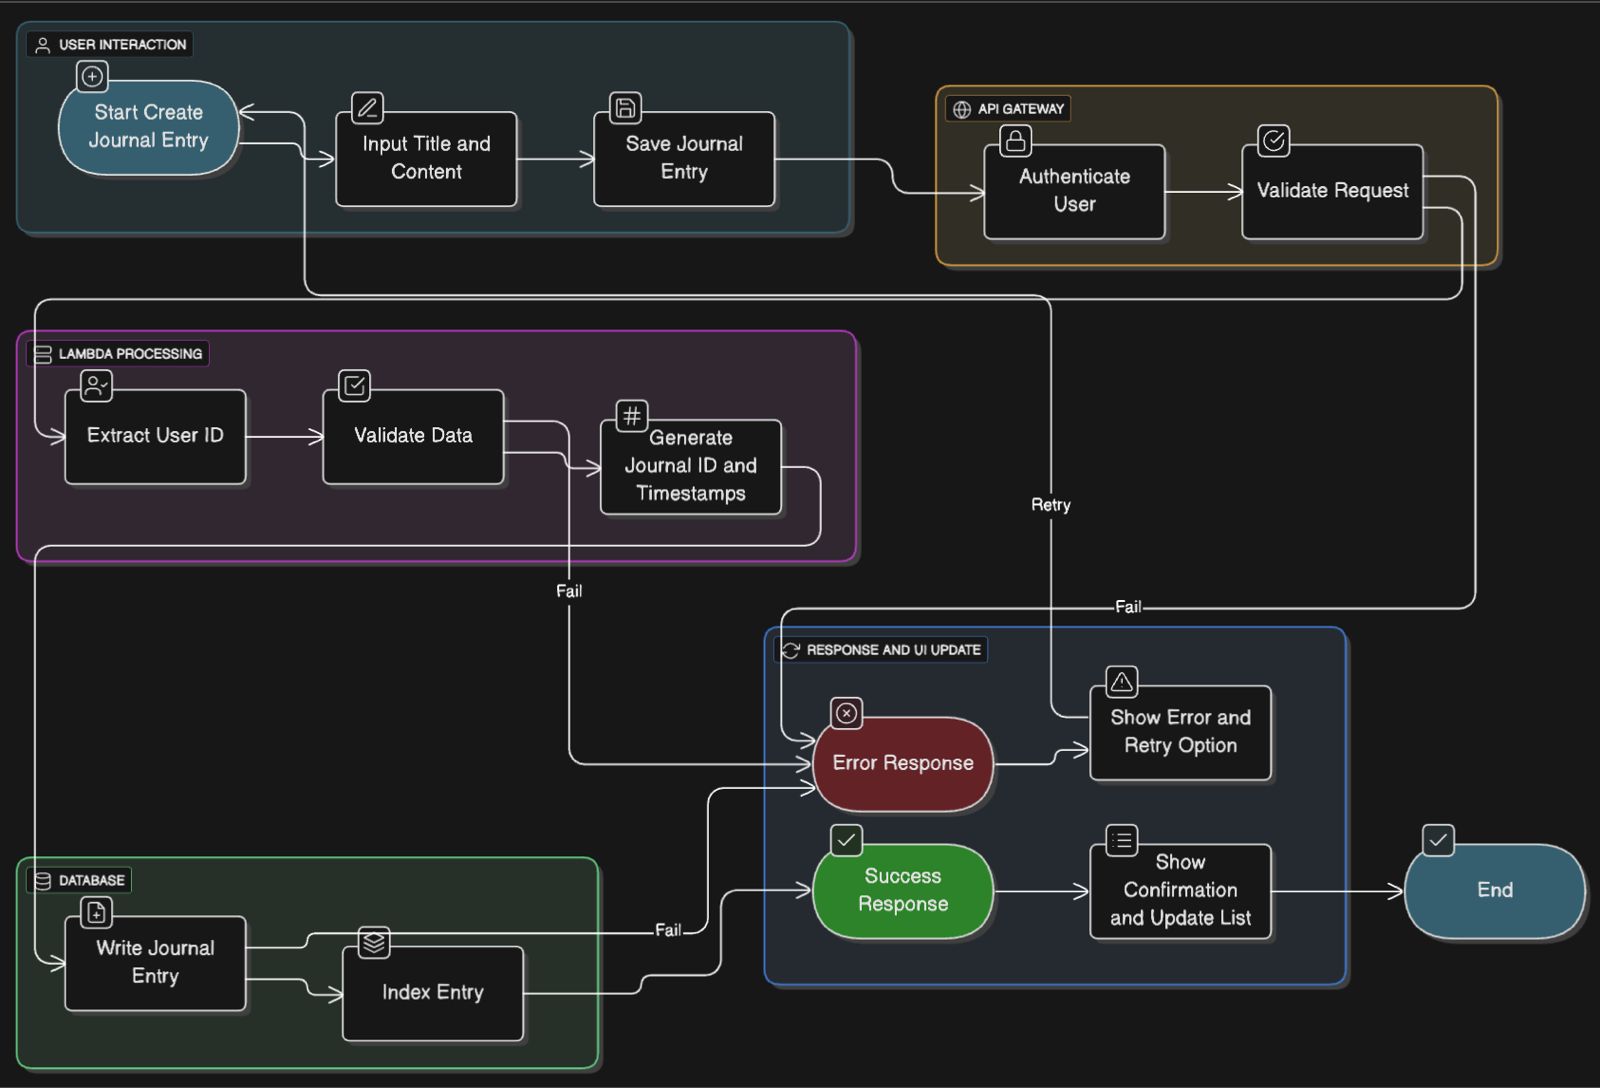 USER INTERACTION
Start Create
Journal Entry
Input Title and
Content
Save Journal
Entry
API GATEWAY
Authenticate
User
Validate Request
LAMBDA PROCESSING
Extract User ID
Validate Data
Generate
Journal ID and
Timestamps
Retry
Fail
Fail
RESPONSE AND UI UPDATE
Error Response
Show Error and
Retry Option
Success
Response
Show
Confirmation
and Update List
End
DATABASE
Write Journal
Entry
Fail
Index Entry